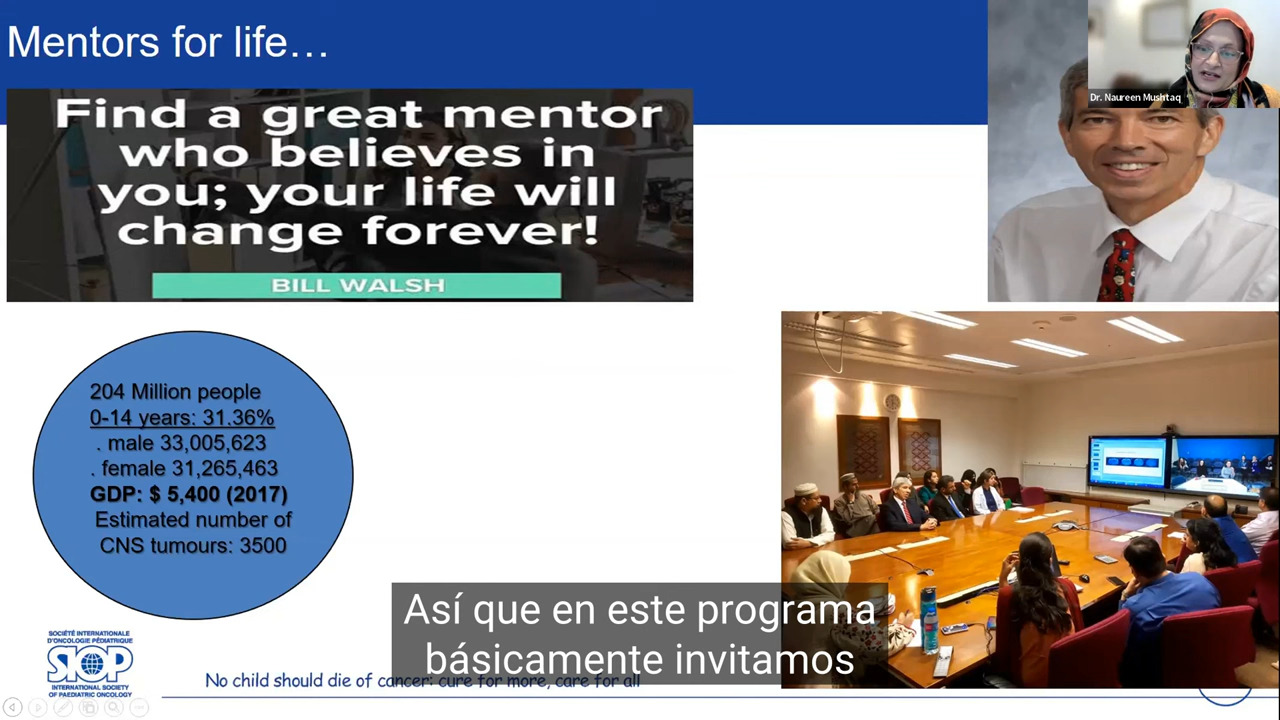 Mentors for life…
Dr. Naureen Mushtaq
Find a great mentor
who believes in
you; your life will
change forever!
BILL WALSH
204 Million people
0-14 years: 31.36%
. male 33,005,623
. female 31,265,463
GDP: $ 5,400 (2017)
Estimated number of
CNS tumours: 3500
Así que en este programa
básicamente invitamos
SOCIÉTÉ INTERNATIONALE
D'ONCOLOGIE PÉDIATRIQUE
SIOP
INTERNATIONAL SOCIETY
OF PAEDIATRIC ONCOLOGY
No child should die of cancer: cure for more, care for all